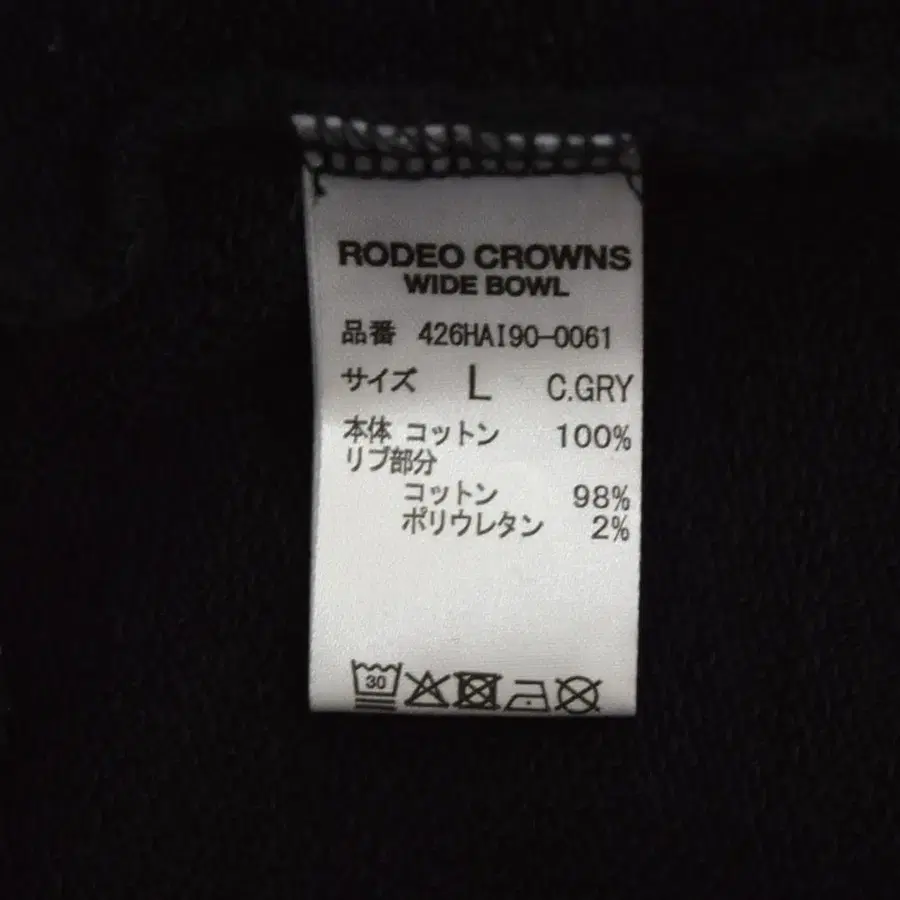 RODEO CROWNS
WIDE BOWL
品番 426HAI90-0061
サイズ L C.GRY
本体 コットン 100%
リブ部分
コットン 98%
ポリウレタン 2%
30